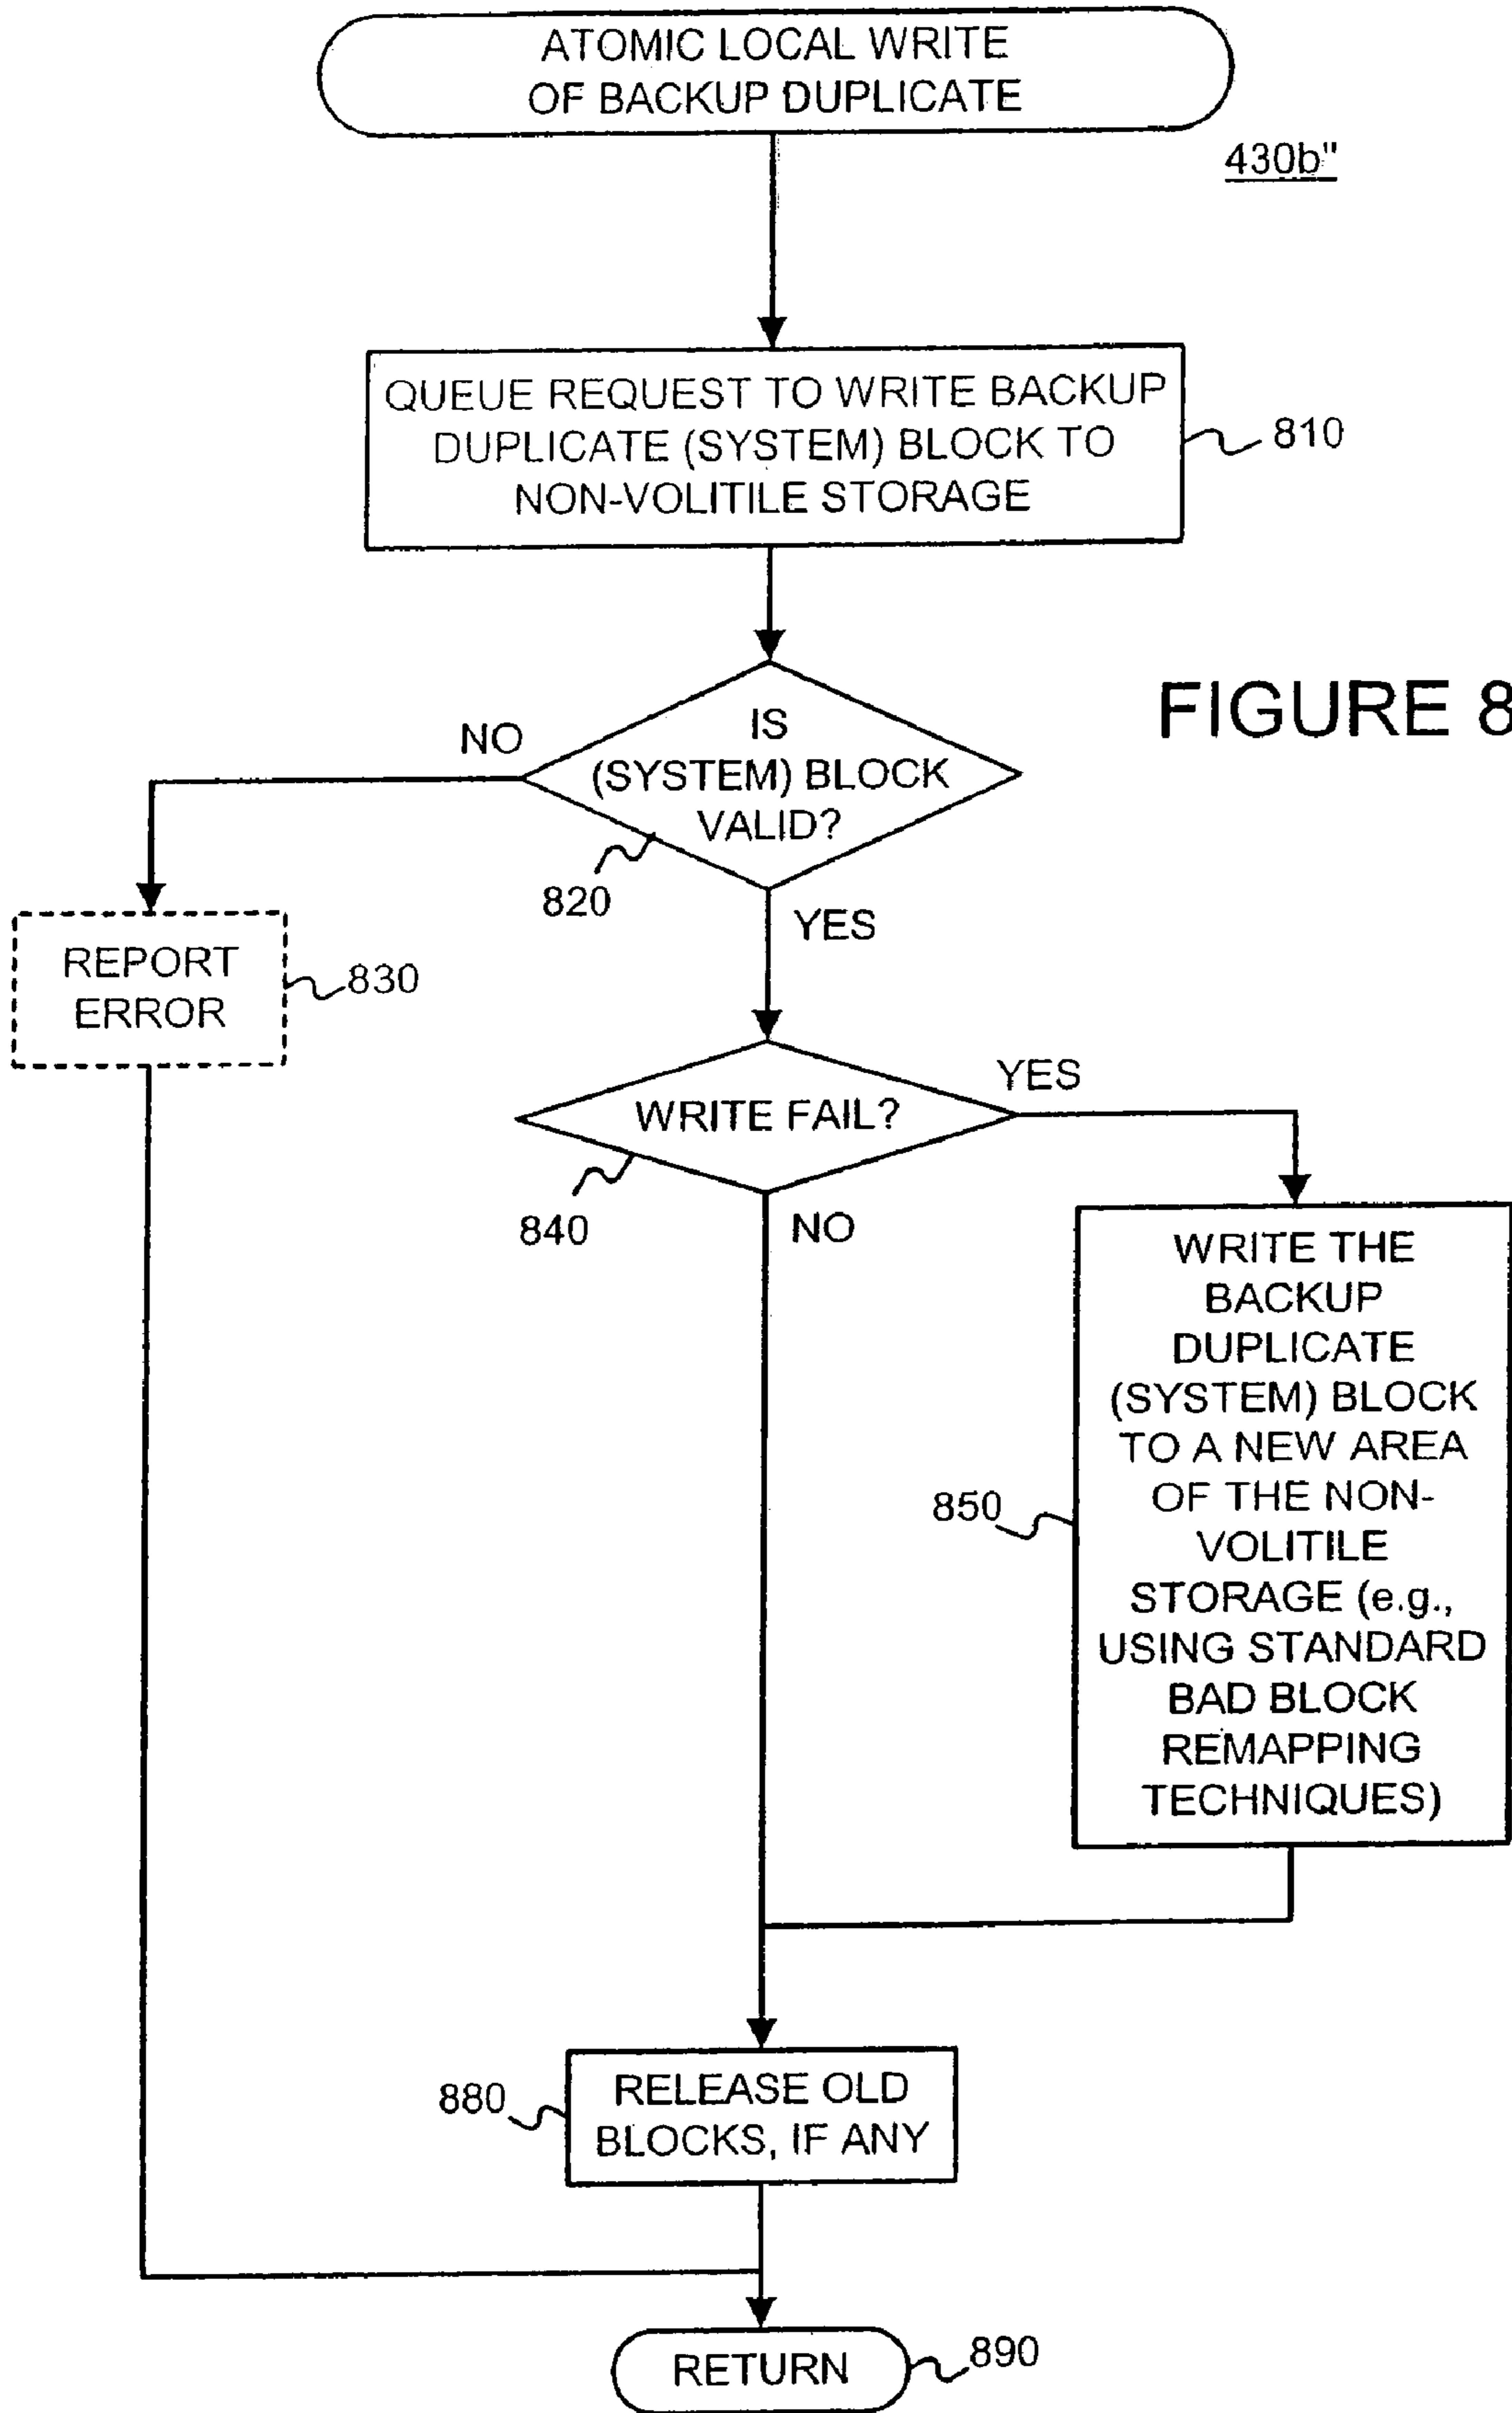 ATOMIC LOCAL WRITE
OF BACKUP DUPLICATE
430b"
QUEUE REQUEST TO WRITE BACKUP
DUPLICATE (SYSTEM) BLOCK TO
NON-VOLITILE STORAGE
810
FIGURE 8
IS
(SYSTEM) BLOCK
VALID?
NO
820
YES
REPORT
ERROR
830
WRITE FAIL?
YES
840
NO
WRITE THE
BACKUP
DUPLICATE
(SYSTEM) BLOCK
TO A NEW AREA
OF THE NON-
VOLITILE
STORAGE (e.g.,
USING STANDARD
BAD BLOCK
REMAPPING
TECHNIQUES)
850
RELEASE OLD
BLOCKS, IF ANY
880
RETURN
890